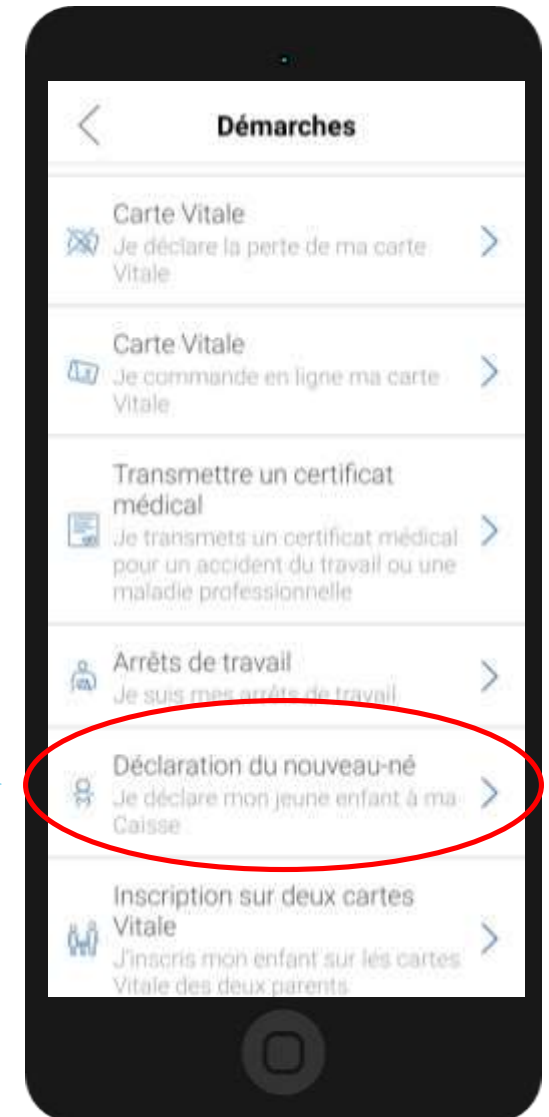 Démarches
Carte Vitale
Je déclare la perte de ma carte
Vitale
Carte Vitale
Je commande en ligne ma carte
Vitale
Transmettre un certificat
médical
Je transmets un certificat médical
pour un accident du travail ou une
maladie professionnelle
Arrêts de travail
Je suis mes arrêts de travail
Déclaration du nouveau-né
Je déclare mon jeune enfant à ma
Caisse
Inscription sur deux cartes
Vitale
J'inscris mon enfant sur les cartes
Vitale des deux parents